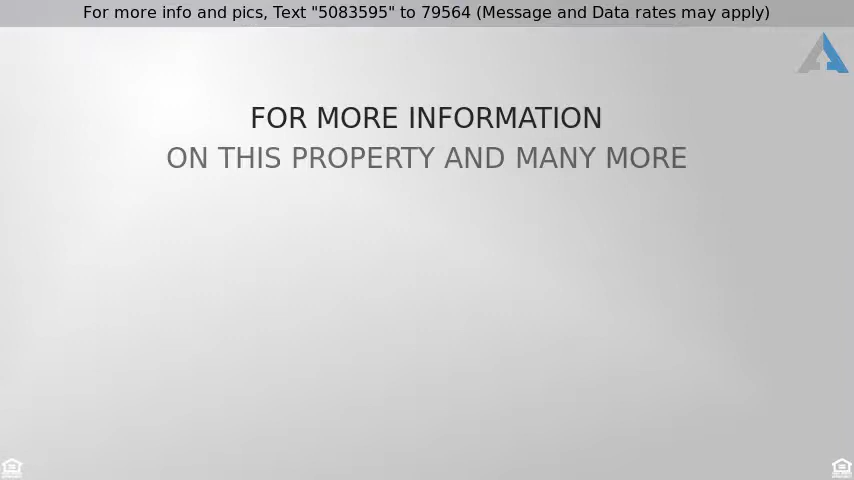 For more info and pics, Text "5083595" to 79564 (Message and Data rates may apply)
FOR MORE INFORMATION
ON THIS PROPERTY AND MANY MORE